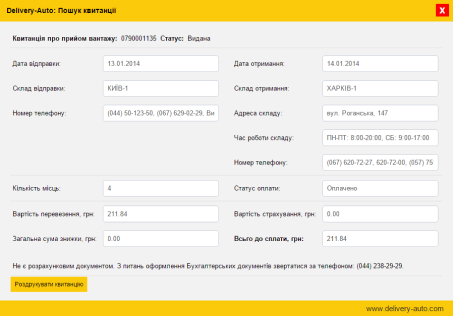 Delivery-Auto: Пошук квитанції
X
Квитанція про прийом вантажу: 0790001135 Статус: Видана
Дата відправки: 13.01.2014 Дата отримання: 14.01.2014
Склад відправки: КИЇВ-1 Склад отримання: ХАРКІВ-1
Номер телефону: (044) 50-123-50, (067) 629-02-29, Ви Адреса складу: вул. Роганська, 147
Час роботи складу: ПН-ПТ: 8:00-20:00, СБ: 9:00-17:00
Номер телефону: (067) 620-72-27, 620-72-00, (057) 75
Кількість місць: 4 Статус оплати: Оплачено
Вартість перевезення, грн: 211.84 Вартість страхування, грн: 0.00
Загальна сума знижки, грн: 0.00 Всього до сплати, грн: 211.84
Не є розрахунковим документом. З питань оформлення Бухгалтерських документів звертатися за телефоном: (044) 238-29-29.
Роздрукувати квитанцію
www.delivery-auto.com